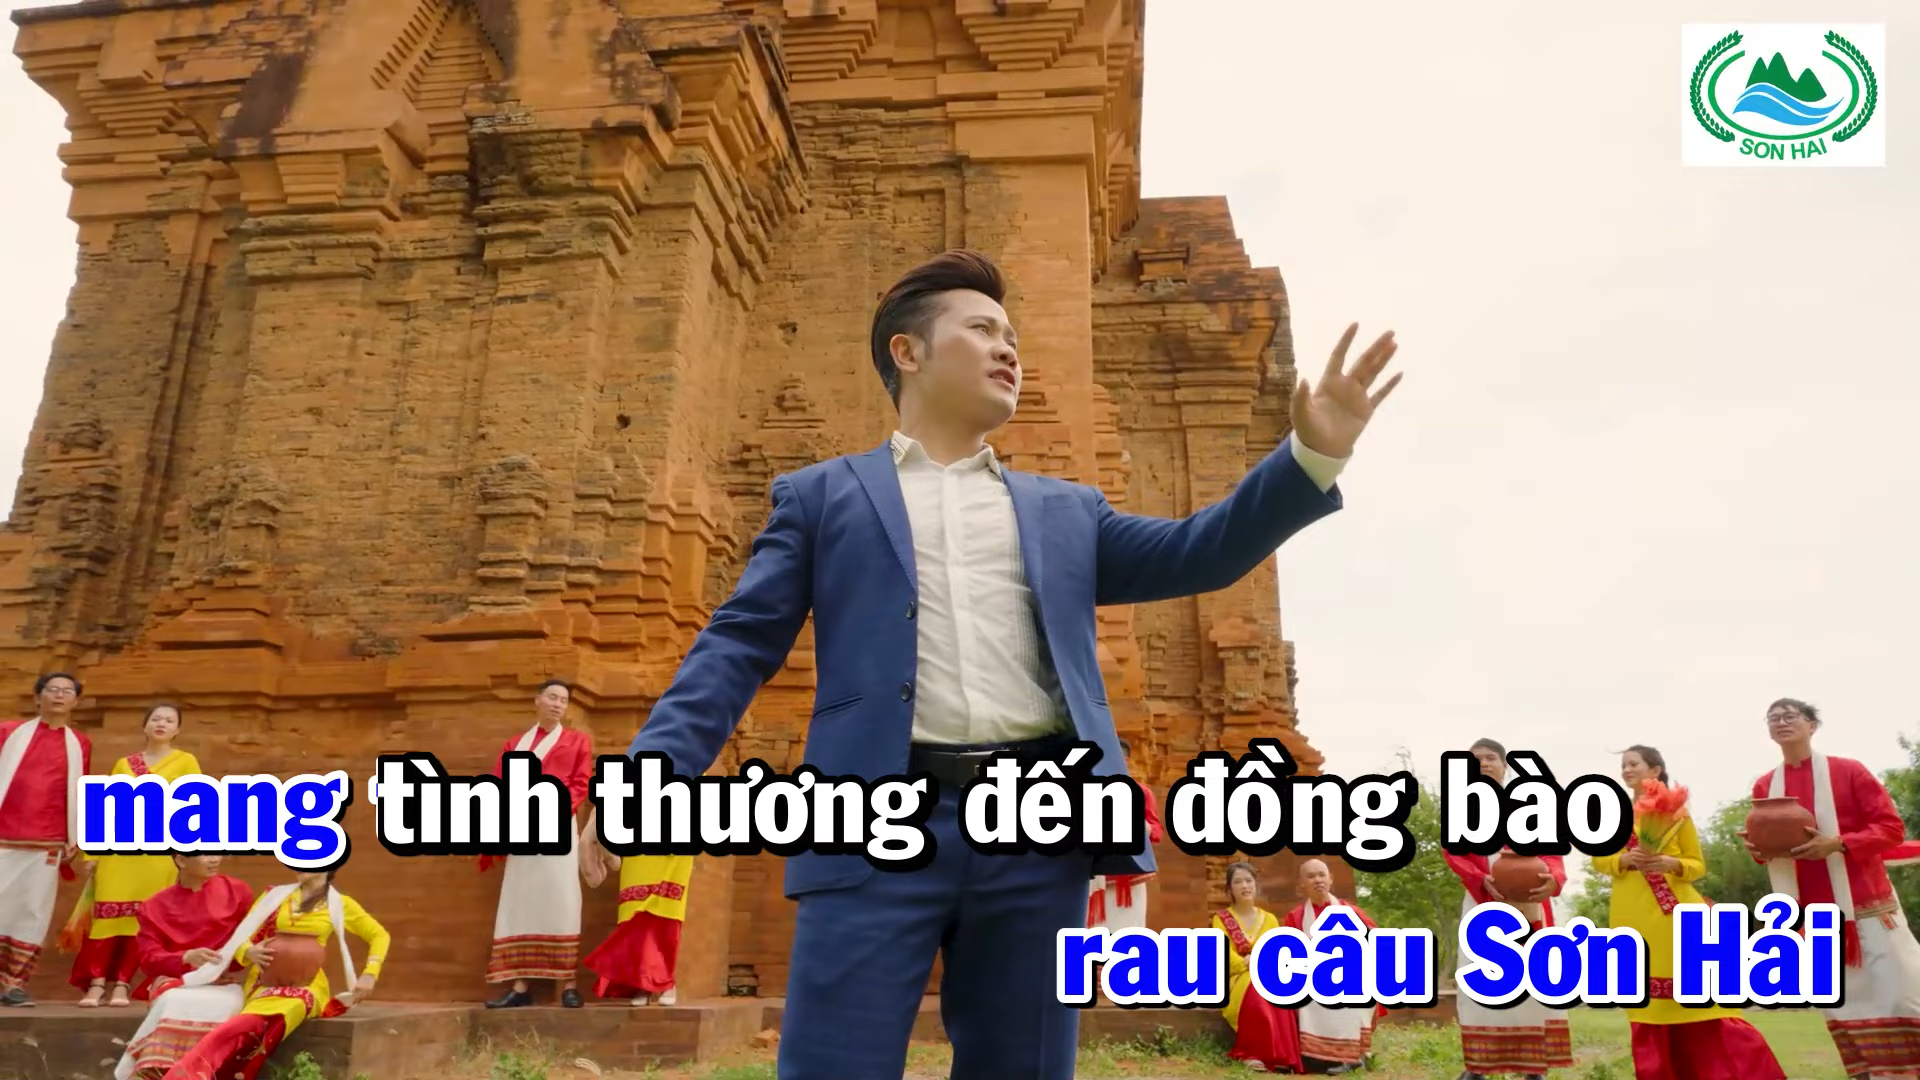 SON HAI
mang tình thương đến đồng bào
rau câu Sơn Hải